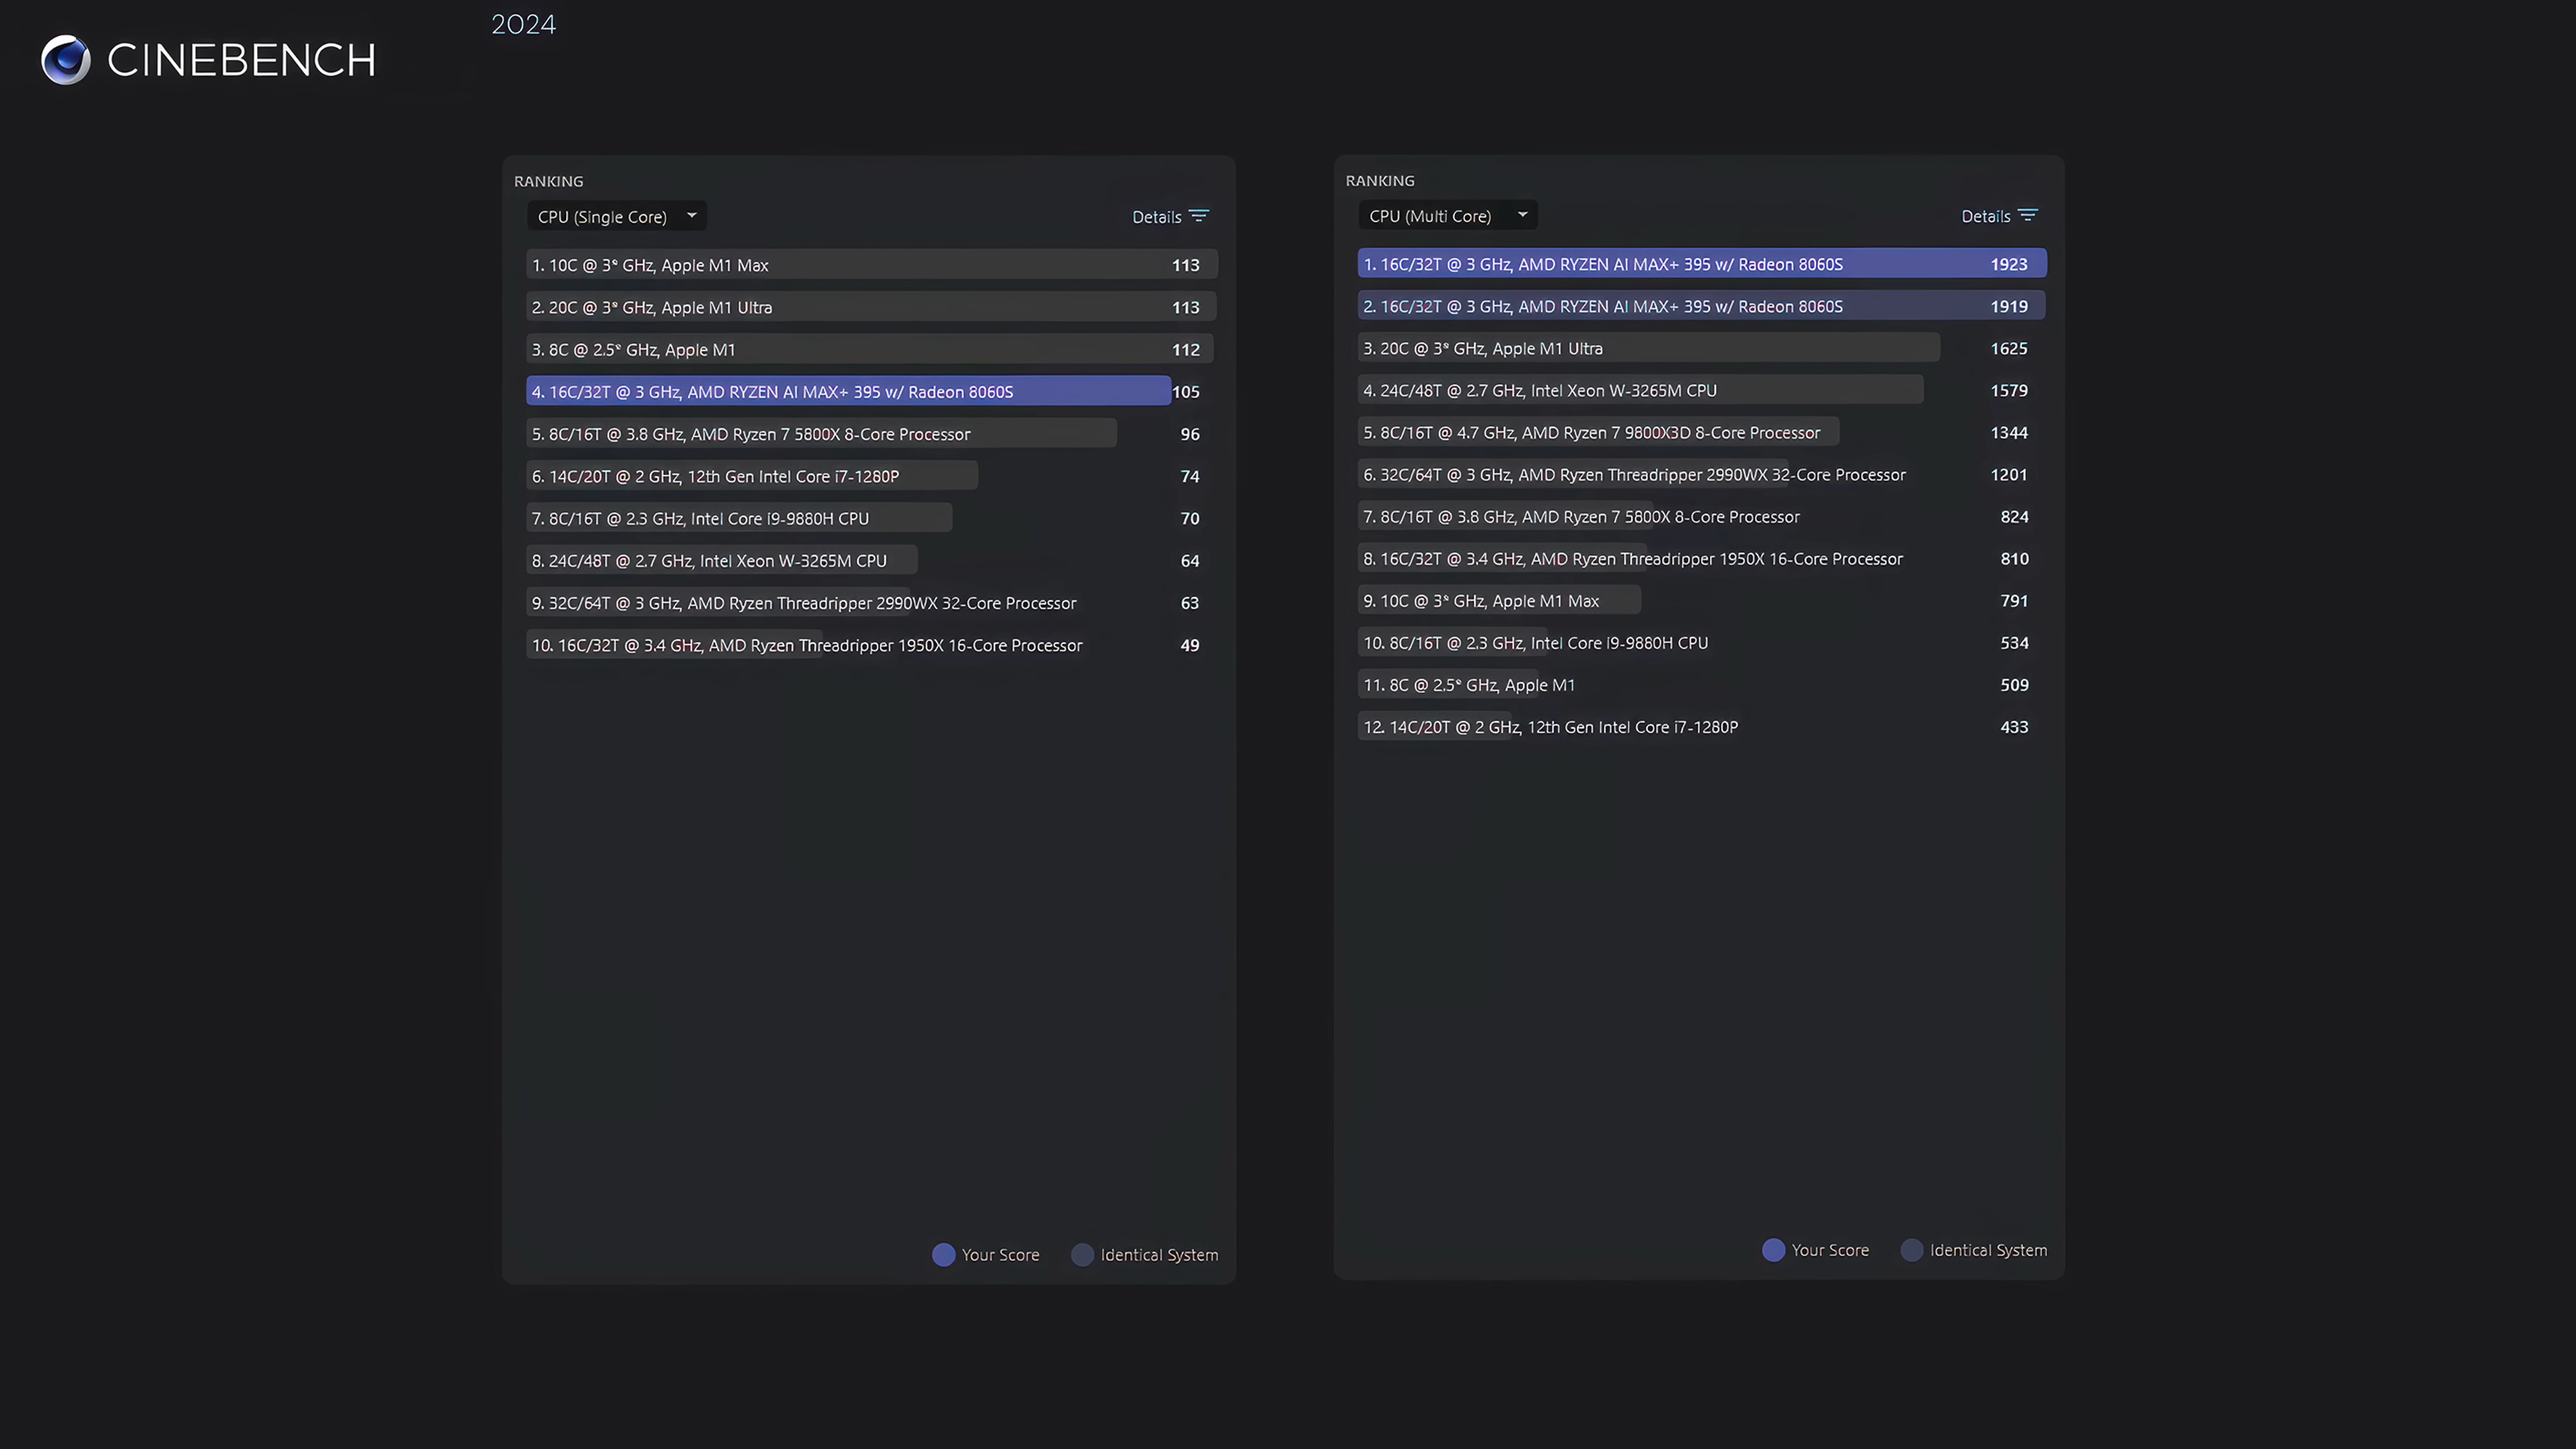 2024
CINEBENCH
RANKING
CPU (Single Core)
Details
1. 10C @ 3* GHz, Apple M1 Max 113
2. 20C @ 3* GHz, Apple M1 Ultra 113
3. 8C @ 2.5* GHz, Apple M1 112
4. 16C/32T @ 3 GHz, AMD RYZEN AI MAX+ 395 w/ Radeon 8060S 105
5. 8C/16T @ 3.8 GHz, AMD Ryzen 7 5800X 8-Core Processor 96
6. 14C/20T @ 2 GHz, 12th Gen Intel Core i7-1280P 74
7. 8C/16T @ 2.3 GHz, Intel Core i9-9880H CPU 70
8. 24C/48T @ 2.7 GHz, Intel Xeon W-3265M CPU 64
9. 32C/64T @ 3 GHz, AMD Ryzen Threadripper 2990WX 32-Core Processor 63
10. 16C/32T @ 3.4 GHz, AMD Ryzen Threadripper 1950X 16-Core Processor 49
Your Score
Identical System
RANKING
CPU (Multi Core)
Details
1. 16C/32T @ 3 GHz, AMD RYZEN AI MAX+ 395 w/ Radeon 8060S 1923
2. 16C/32T @ 3 GHz, AMD RYZEN AI MAX+ 395 w/ Radeon 8060S 1919
3. 20C @ 3* GHz, Apple M1 Ultra 1625
4. 24C/48T @ 2.7 GHz, Intel Xeon W-3265M CPU 1579
5. 8C/16T @ 4.7 GHz, AMD Ryzen 7 9800X3D 8-Core Processor 1344
6. 32C/64T @ 3 GHz, AMD Ryzen Threadripper 2990WX 32-Core Processor 1201
7. 8C/16T @ 3.8 GHz, AMD Ryzen 7 5800X 8-Core Processor 824
8. 16C/32T @ 3.4 GHz, AMD Ryzen Threadripper 1950X 16-Core Processor 810
9. 10C @ 3* GHz, Apple M1 Max 791
10. 8C/16T @ 2.3 GHz, Intel Core i9-9880H CPU 534
11. 8C @ 2.5* GHz, Apple M1 509
12. 14C/20T @ 2 GHz, 12th Gen Intel Core i7-1280P 433
Your Score
Identical System